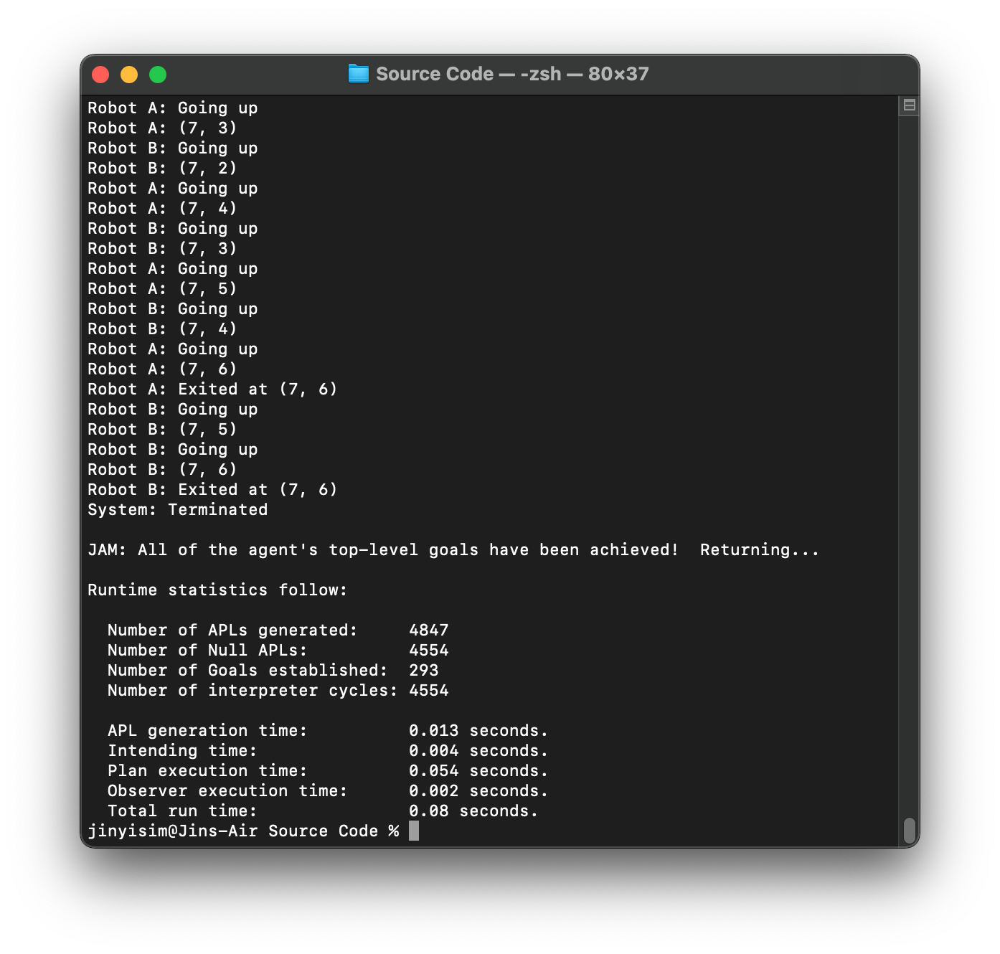 Source Code — -zsh — 80×37
Robot A: Going up
Robot A: (7, 3)
Robot B: Going up
Robot B: (7, 2)
Robot A: Going up
Robot A: (7, 4)
Robot B: Going up
Robot B: (7, 3)
Robot A: Going up
Robot A: (7, 5)
Robot B: Going up
Robot B: (7, 4)
Robot A: Going up
Robot A: (7, 6)
Robot A: Exited at (7, 6)
Robot B: Going up
Robot B: (7, 5)
Robot B: Going up
Robot B: (7, 6)
Robot B: Exited at (7, 6)
System: Terminated
JAM: All of the agent's top-level goals have been achieved!  Returning...
Runtime statistics follow:
Number of APLs generated:     4847
Number of Null APLs:          4554
Number of Goals established:  293
Number of interpreter cycles: 4554
APL generation time:          0.013 seconds.
Intending time:               0.004 seconds.
Plan execution time:          0.054 seconds.
Observer execution time:      0.002 seconds.
Total run time:               0.08 seconds.
jinyisim@Jins-Air Source Code %